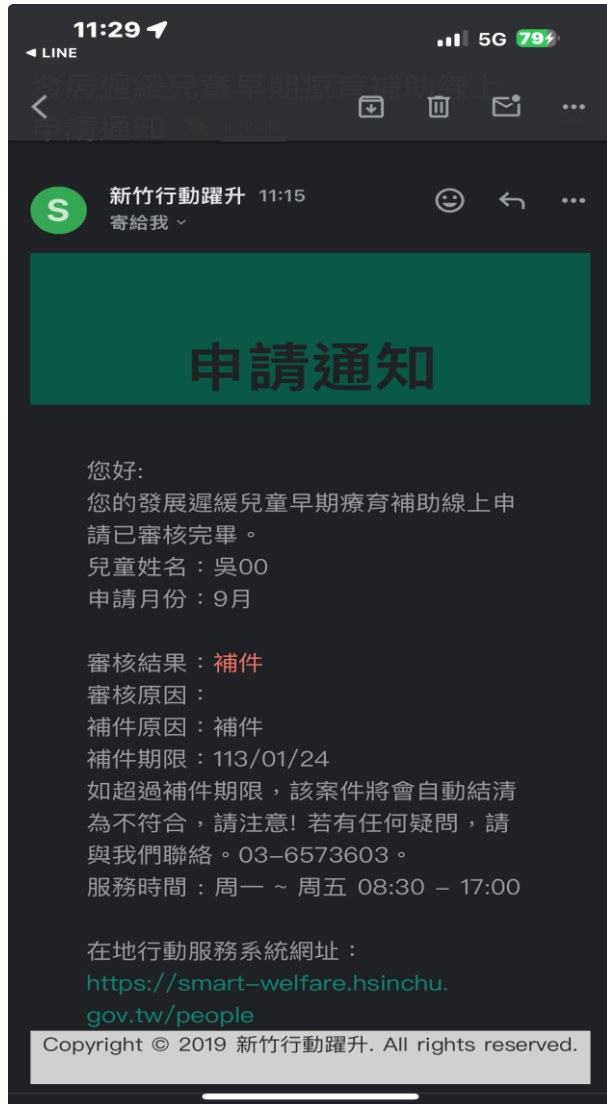 11:29
5G 79
◀ LINE
發展遲緩兒童早期療育補助線上
申請通知
S
新竹行動躍升 11:15
寄給我
申請通知
您好:
您的發展遲緩兒童早期療育補助線上申
請已審核完畢。
兒童姓名：吳00
申請月份：9月
審核結果：補件
審核原因：
補件原因：補件
補件期限：113/01/24
如超過補件期限，該案件將會自動結清
為不符合，請注意! 若有任何疑問，請
與我們聯絡。03-6573603。
服務時間：周一 ~ 周五 08:30 - 17:00
在地行動服務系統網址：
https://smart-welfare.hsinchu.
gov.tw/people
Copyright © 2019 新竹行動躍升. All rights reserved.